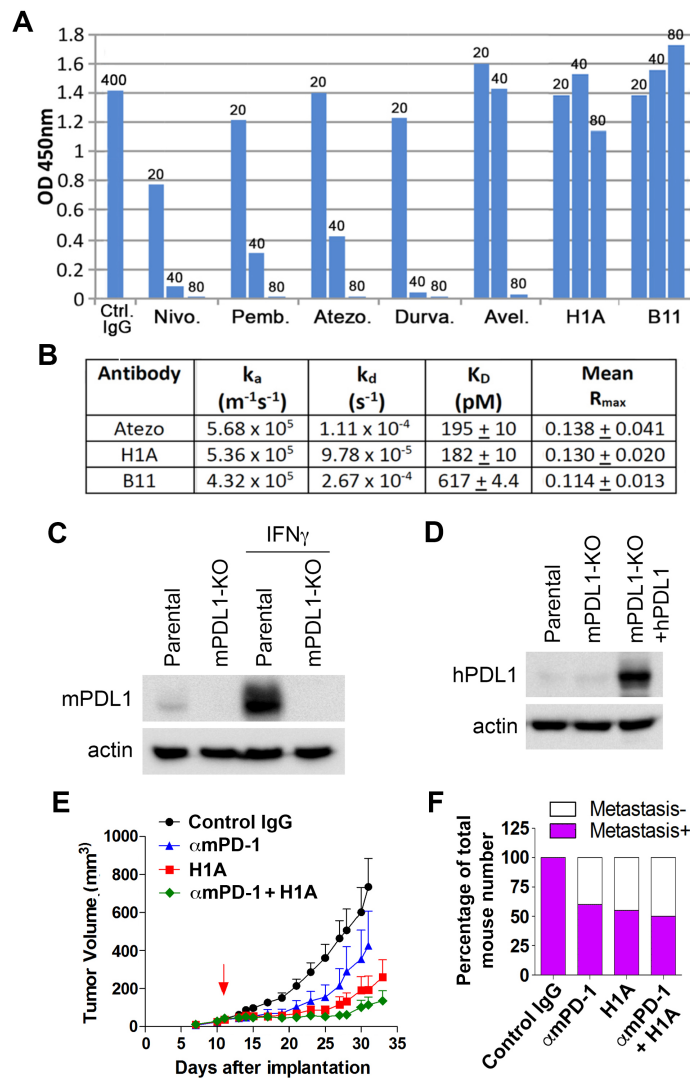 A
OD 450nm
1.8
1.6
1.4
1.2
1
0.8
0.6
0.4
0.2
0
400
20
40
80
20
40
80
20
40
80
20
40
80
20
40
80
20
40
80
20
40
80
Ctrl.
IgG
Nivo.
Pemb.
Atezo.
Durva.
Avel.
H1A
B11
B
Antibody
kₐ
(m⁻¹s⁻¹)
k_d
(s⁻¹)
K_D
(pM)
Mean
Rₘₐₓ
Atezo 5.68 x 10⁵ 1.11 x 10⁻⁴ 195 ± 10 0.138 ± 0.041
H1A 5.36 x 10⁵ 9.78 x 10⁻⁵ 182 ± 10 0.130 ± 0.020
B11 4.32 x 10⁵ 2.67 x 10⁻⁴ 617 ± 4.4 0.114 ± 0.013
C
IFNγ
Parental
mPDL1-KO
Parental
mPDL1-KO
mPDL1
actin
D
Parental
mPDL1-KO
mPDL1-KO
+hPDL1
hPDL1
actin
E
Control IgG
αmPD-1
H1A
αmPD-1 + H1A
Tumor Volume (mm³)
1000
800
600
400
200
0
0 5 10 15 20 25 30 35
Days after implantation
F
Metastasis-
Metastasis+
Percentage of total
mouse number
125
100
75
50
25
0
Control IgG
αmPD-1
H1A
αmPD-1
+ H1A